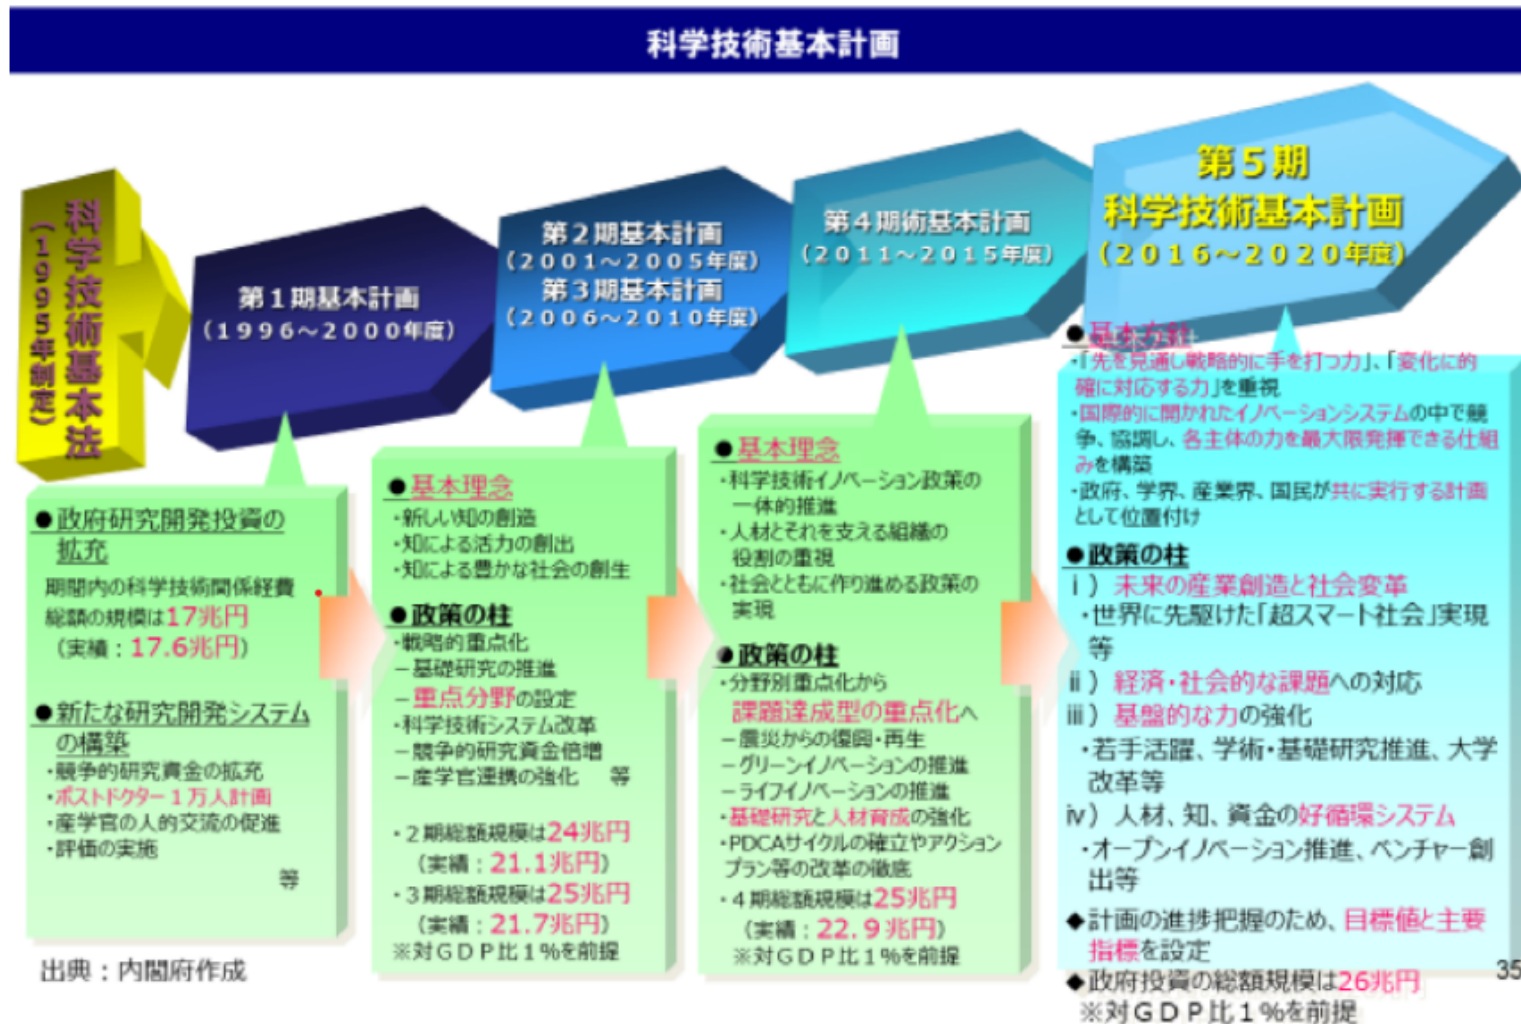 科学技術基本計画
科学技術基本法
(1995年制定)
第1期基本計画
(1996～2000年度)
第2期基本計画
(2001～2005年度)
第3期基本計画
(2006～2010年度)
第4期術基本計画
(2011～2015年度)
第5期
科学技術基本計画
(2016～2020年度)
●政府研究開発投資の
拡充
期間内の科学技術関係経費
総額の規模は17兆円
(実績：17.6兆円)
●新たな研究開発システム
の構築
・競争的研究資金の拡充
・ポストドクター１万人計画
・産学官の人的交流の促進
・評価の実施
等
●基本理念
・新しい知の創造
・知による活力の創出
・知による豊かな社会の創生
●政策の柱
・戦略的重点化
－基礎研究の推進
－重点分野の設定
・科学技術システム改革
－競争的研究資金倍増
－産学官連携の強化　等
・２期総額規模は24兆円
(実績：21.1兆円)
・３期総額規模は25兆円
(実績：21.7兆円)
※対ＧＤＰ比１％を前提
●基本理念
・科学技術イノベーション政策の
一体的推進
・人材とそれを支える組織の
役割の重視
・社会とともに作り進める政策の
実現
●政策の柱
・分野別重点化から
課題達成型の重点化へ
－震災からの復興・再生
－グリーンイノベーションの推進
－ライフイノベーションの推進
・基礎研究と人材育成の強化
・PDCAサイクルの確立やアクション
プラン等の改革の徹底
・４期総額規模は25兆円
(実績：22.９兆円)
※対ＧＤＰ比１％を前提
●基本方針
・「先を見通し戦略的に手を打つ力」、「変化に的
確に対応する力」を重視
・国際的に開かれたイノベーションシステムの中で競
争、協調し、各主体の力を最大限発揮できる仕組
みを構築
・政府、学界、産業界、国民が共に実行する計画
として位置付け
●政策の柱
ⅰ）未来の産業創造と社会変革
・世界に先駆けた「超スマート社会」実現
等
ⅱ）経済・社会的な課題への対応
ⅲ）基盤的な力の強化
・若手活躍、学術・基礎研究推進、大学
改革等
ⅳ）人材、知、資金の好循環システム
・オープンイノベーション推進、ベンチャー創
出等
◆計画の進捗把握のため、目標値と主要
指標を設定
◆政府投資の総額規模は26兆円
※対ＧＤＰ比１％を前提
出典：内閣府作成
35